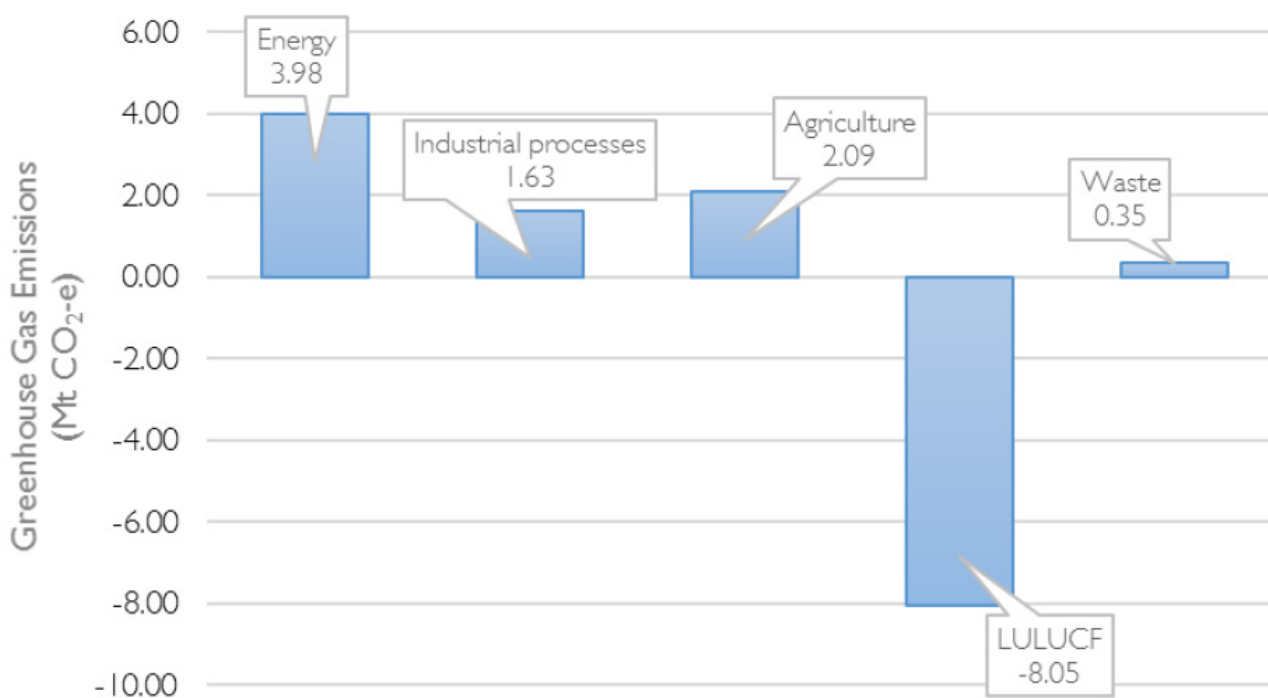 6.00
4.00
2.00
0.00
-2.00
-4.00
-6.00
-8.00
-10.00
Greenhouse Gas Emissions
(Mt CO₂-e)
Energy
3.98
Industrial processes
1.63
Agriculture
2.09
LULUCF
-8.05
Waste
0.35